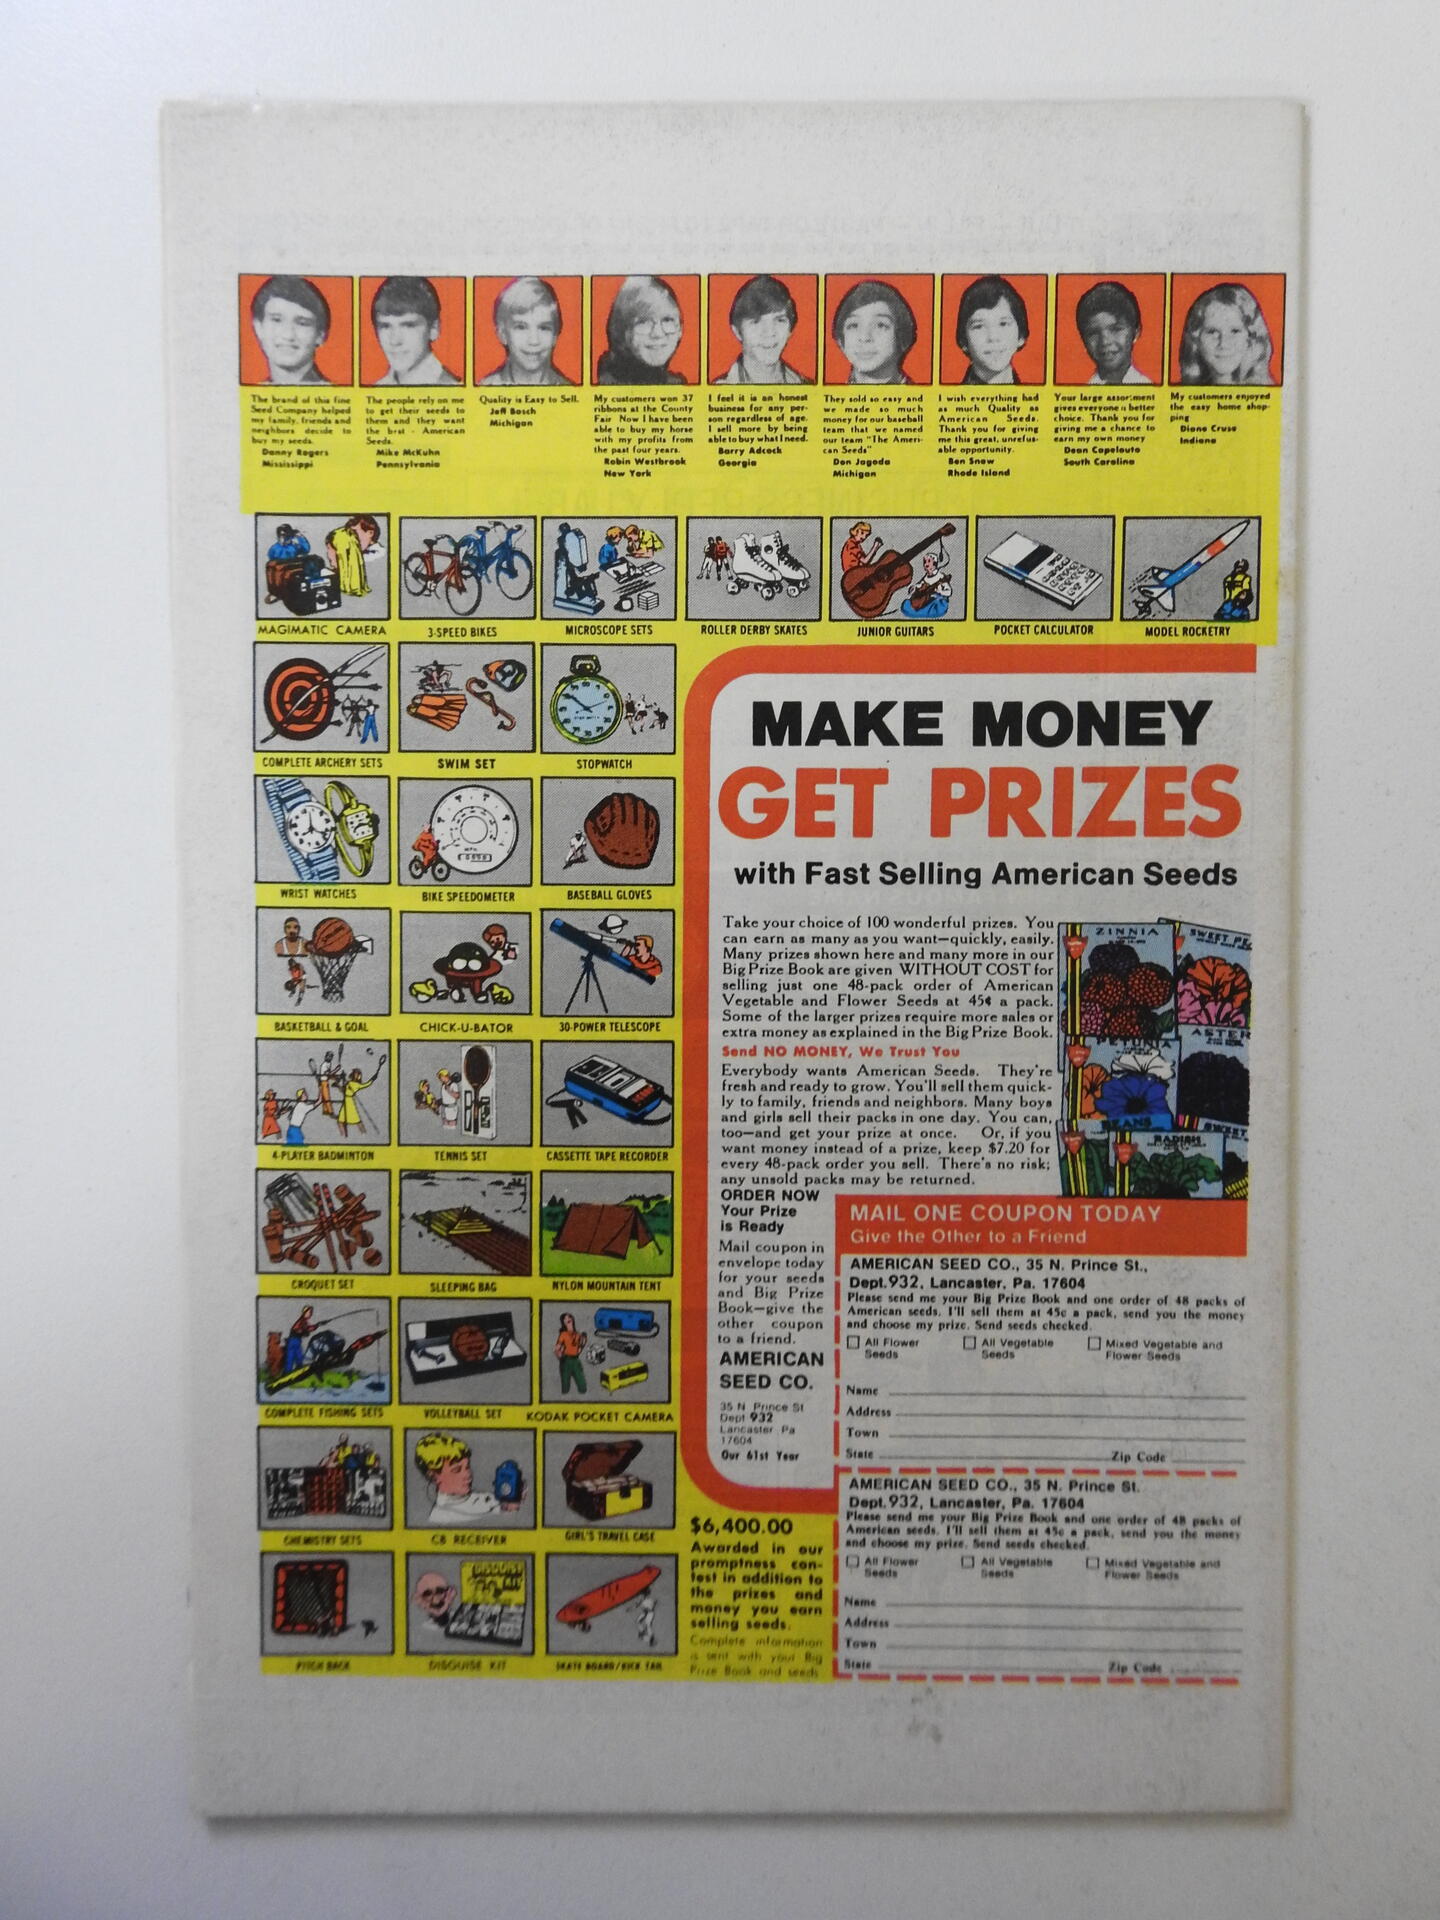 The brand of this fine
Seed Company helped
my family, friends and
neighbors decide to
buy my seeds.
Danny Rogers
Mississippi
The people rely on me
to get their seeds to
them and they want
the best - American
Seeds.
Mike McKuhn
Pennsylvania
Quality is Easy to Sell.
Jeff Bosch
Michigan
My customers won 37
ribbons at the County
Fair Now I have been
able to buy my horse
with my profits from
the past four years.
Robin Westbrook
New York
I feel it is an honest
business for any per-
son regardless of age.
I sell more by being
able to buy what I need.
Barry Adcock
Georgia
They sold so easy and
we made so much
money for our baseball
team that we named
our team "The Ameri-
can Seeds"
Don Jagoda
Michigan
I wish everything had
as much Quality as
American Seeds.
Thank you for giving
me this great, unrefus-
able opportunity.
Ben Snow
Rhode Island
Your large assortment
gives everyone a better
choice. Thank you for
giving me a chance to
earn my own money
Dean Capelouto
South Carolina
My customers enjoyed
the easy home shop-
ping
Diane Cruse
Indiana
MAGIMATIC CAMERA
3-SPEED BIKES
MICROSCOPE SETS
ROLLER DERBY SKATES
JUNIOR GUITARS
POCKET CALCULATOR
MODEL ROCKETRY
COMPLETE ARCHERY SETS
SWIM SET
STOPWATCH
WRIST WATCHES
BIKE SPEEDOMETER
BASEBALL GLOVES
BASKETBALL & GOAL
CHICK-U-BATOR
30-POWER TELESCOPE
4-PLAYER BADMINTON
TENNIS SET
CASSETTE TAPE RECORDER
CROQUET SET
SLEEPING BAG
NYLON MOUNTAIN TENT
COMPLETE FISHING SETS
VOLLEYBALL SET
KODAK POCKET CAMERA
CHEMISTRY SETS
CB RECEIVER
GIRL'S TRAVEL CASE
PITCH BACK
DISGUISE KIT
DISGUISE KIT
SKATE BOARD/KICK TAIL
MAKE MONEY
GET PRIZES
with Fast Selling American Seeds
Take your choice of 100 wonderful prizes. You
can earn as many as you want—quickly, easily.
Many prizes shown here and many more in our
Big Prize Book are given WITHOUT COST for
selling just one 48-pack order of American
Vegetable and Flower Seeds at 45¢ a pack.
Some of the larger prizes require more sales or
extra money as explained in the Big Prize Book.
Send NO MONEY, We Trust You
Everybody wants American Seeds. They're
fresh and ready to grow. You'll sell them quick-
ly to family, friends and neighbors. Many boys
and girls sell their packs in one day. You can,
too—and get your prize at once. Or, if you
want money instead of a prize, keep $7.20 for
every 48-pack order you sell. There's no risk;
any unsold packs may be returned.
ZINNIA
SWEET PE
ASTER
PETUNIA
BEANS
RADISH
SWEET
ORDER NOW
Your Prize
is Ready
Mail coupon in
envelope today
for your seeds
and Big Prize
Book—give the
other coupon
to a friend.
AMERICAN
SEED CO.
35 N Prince St
Dept 932
Lancaster Pa
17604
Our 61st Year
$6,400.00
Awarded in our
promptness con-
test in addition to
the prizes and
money you earn
selling seeds.
Complete information
is sent with your Big
Prize Book and seeds
MAIL ONE COUPON TODAY
Give the Other to a Friend
AMERICAN SEED CO., 35 N. Prince St.,
Dept.932, Lancaster, Pa. 17604
Please send me your Big Prize Book and one order of 48 packs of
American seeds. I'll sell them at 45c a pack, send you the money
and choose my prize. Send seeds checked.
All Flower Seeds
All Vegetable Seeds
Mixed Vegetable and Flower Seeds
Name
Address
Town
State Zip Code
AMERICAN SEED CO., 35 N. Prince St.
Dept.932, Lancaster, Pa. 17604
Please send me your Big Prize Book and one order of 48 packs of
American seeds. I'll sell them at 45c a pack, send you the money
and choose my prize. Send seeds checked.
All Flower Seeds
All Vegetable Seeds
Mixed Vegetable and Flower Seeds
Name
Address
Town
State Zip Code